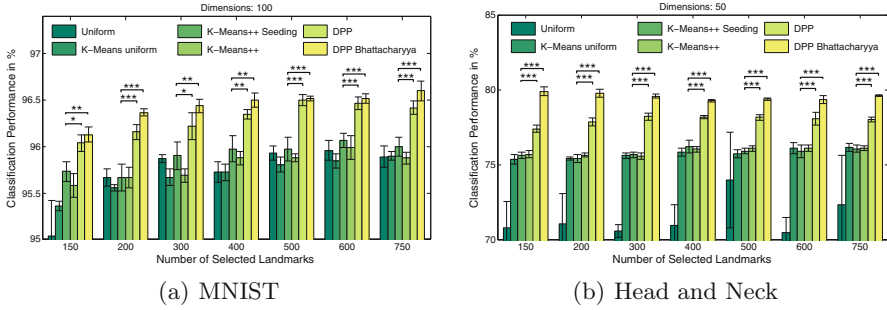 Dimensions: 100
Uniform
K-Means uniform
K-Means++ Seeding
K-Means++
DPP
DPP Bhattacharyya
Classification Performance in %
97
96.5
96
95.5
95
** * *** *** ** * ** ** *** *** *** *** *** ***
150 200 300 400 500 600 750
Number of Selected Landmarks
(a) MNIST
Dimensions: 50
Uniform
K-Means uniform
K-Means++ Seeding
K-Means++
DPP
DPP Bhattacharyya
Classification Performance in %
85
80
75
70
*** *** *** *** *** *** *** *** *** *** *** *** *** ***
150 200 300 400 500 600 750
Number of Selected Landmarks
(b) Head and Neck